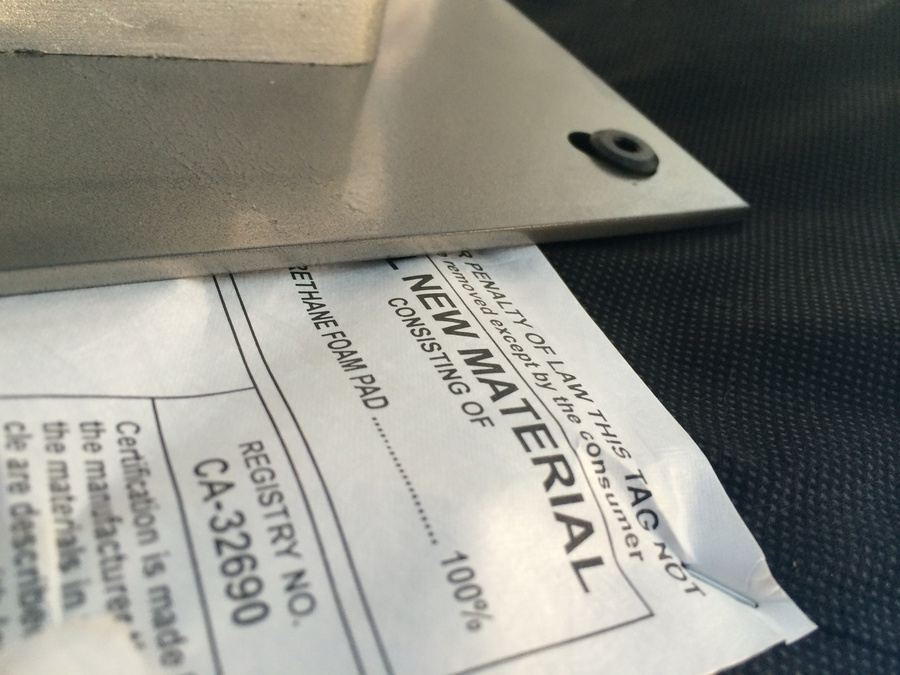 PENALTY OF LAW THIS TAG NOT
removed except by the consumer
NEW MATERIAL
CONSISTING OF
FOAM PAD .................. 100%
REGISTRY NO.
CA-32690
Certification is made
the manufacturer
the materials in
cle are